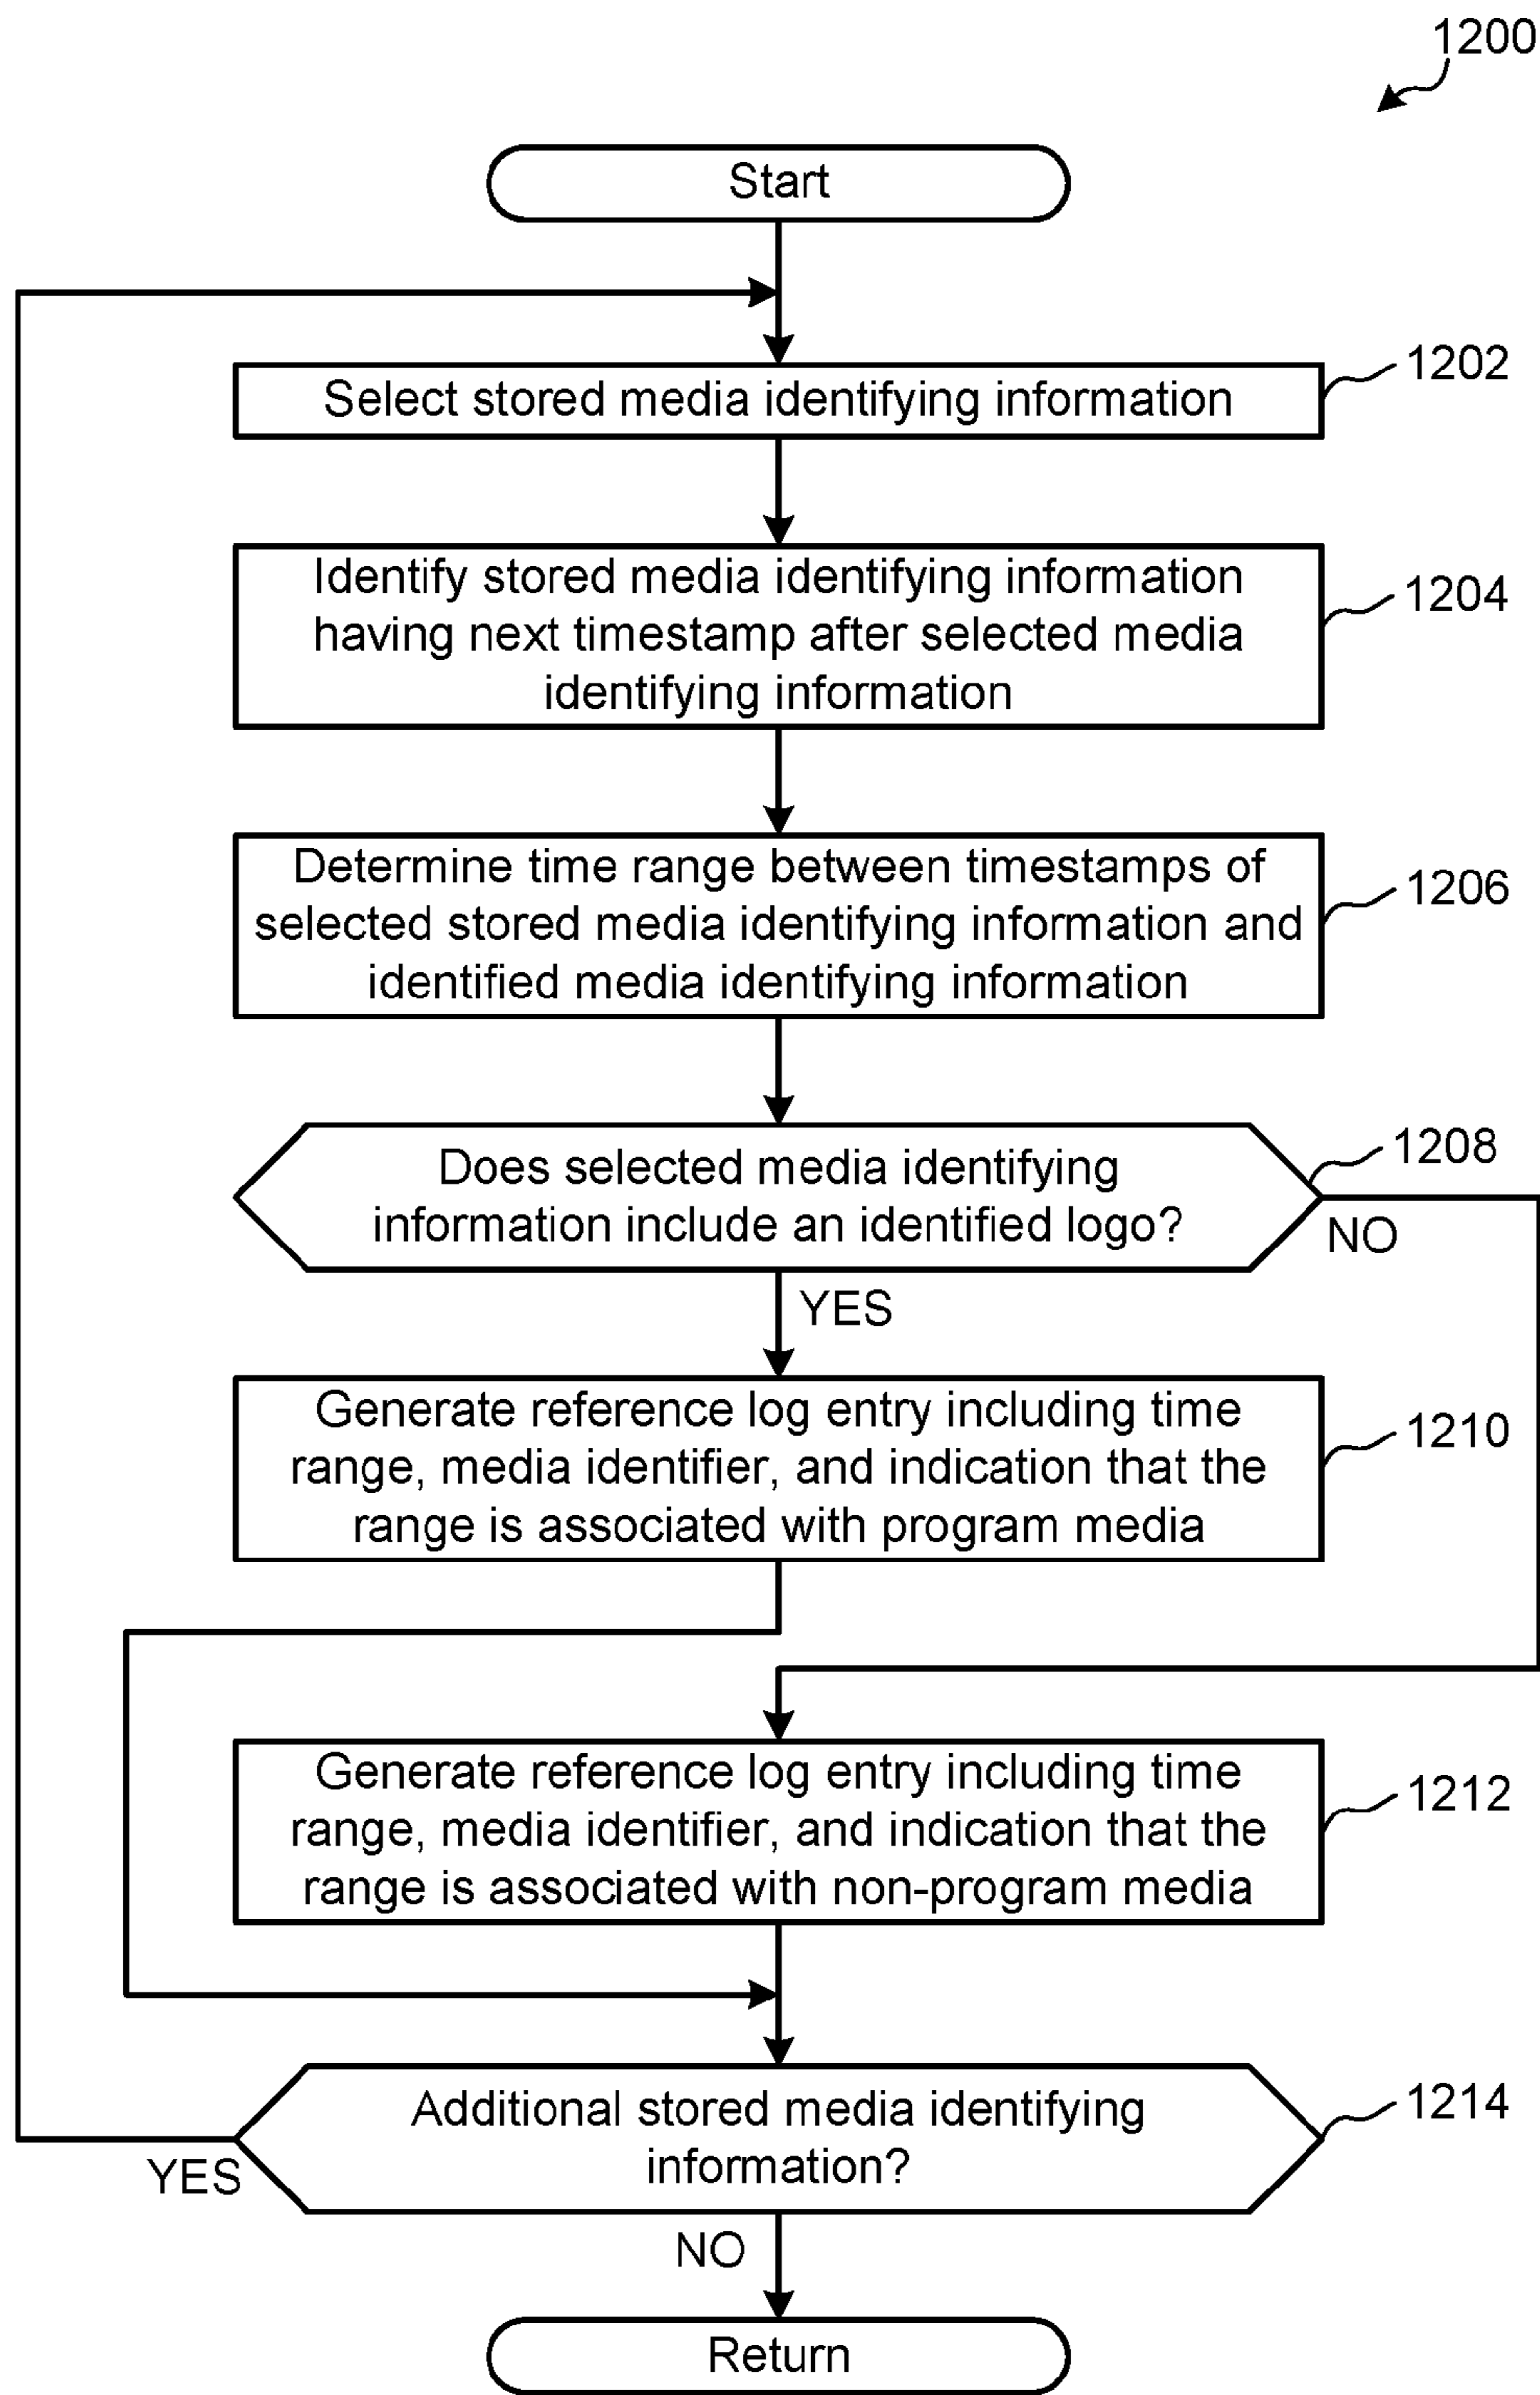 1200
Start
Select stored media identifying information
1202
Identify stored media identifying information
having next timestamp after selected media
identifying information
1204
Determine time range between timestamps of
selected stored media identifying information and
identified media identifying information
1206
Does selected media identifying
information include an identified logo?
1208
NO
YES
Generate reference log entry including time
range, media identifier, and indication that the
range is associated with program media
1210
Generate reference log entry including time
range, media identifier, and indication that the
range is associated with non-program media
1212
Additional stored media identifying
information?
1214
YES
NO
Return